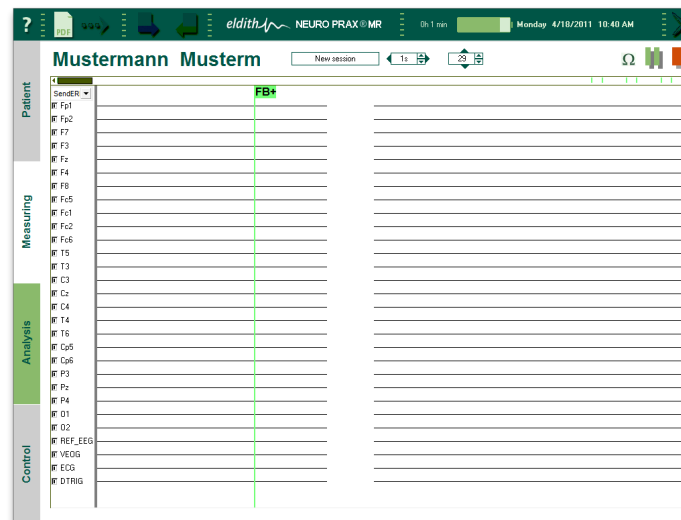 ? PDF eldith NEURO PRAX®MR 0h 1 min Monday 4/18/2011 10:40 AM
Mustermann Musterm New session 1s 29 Ω
SendER FB+
Fp1
Fp2
F7
F3
Fz
F4
F8
Fc5
Fc1
Fc2
Fc6
T5
T3
C3
Cz
C4
T4
T6
Cp5
Cp6
P3
Pz
P4
O1
O2
REF_EEG
VEOG
ECG
DTRIG
Patient
Measuring
Analysis
Control